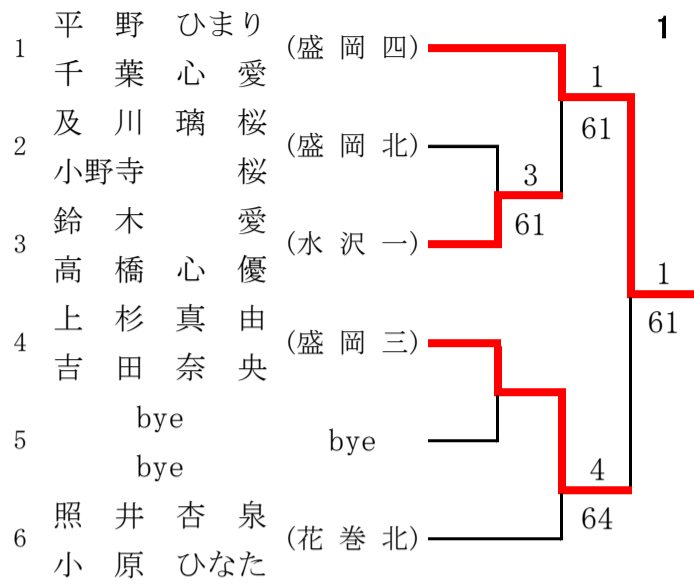 1
1 平野 ひまり (盛岡四)
千葉 心愛
1
61
2 及川 璃桜 (盛岡北)
小野寺 桜
3
61
3 鈴木 愛 (水沢一)
高橋 心優
1
61
4 上杉 真由 (盛岡三)
吉田 奈央
5 bye bye
bye
4
64
6 照井 杏泉 (花巻北)
小原 ひなた